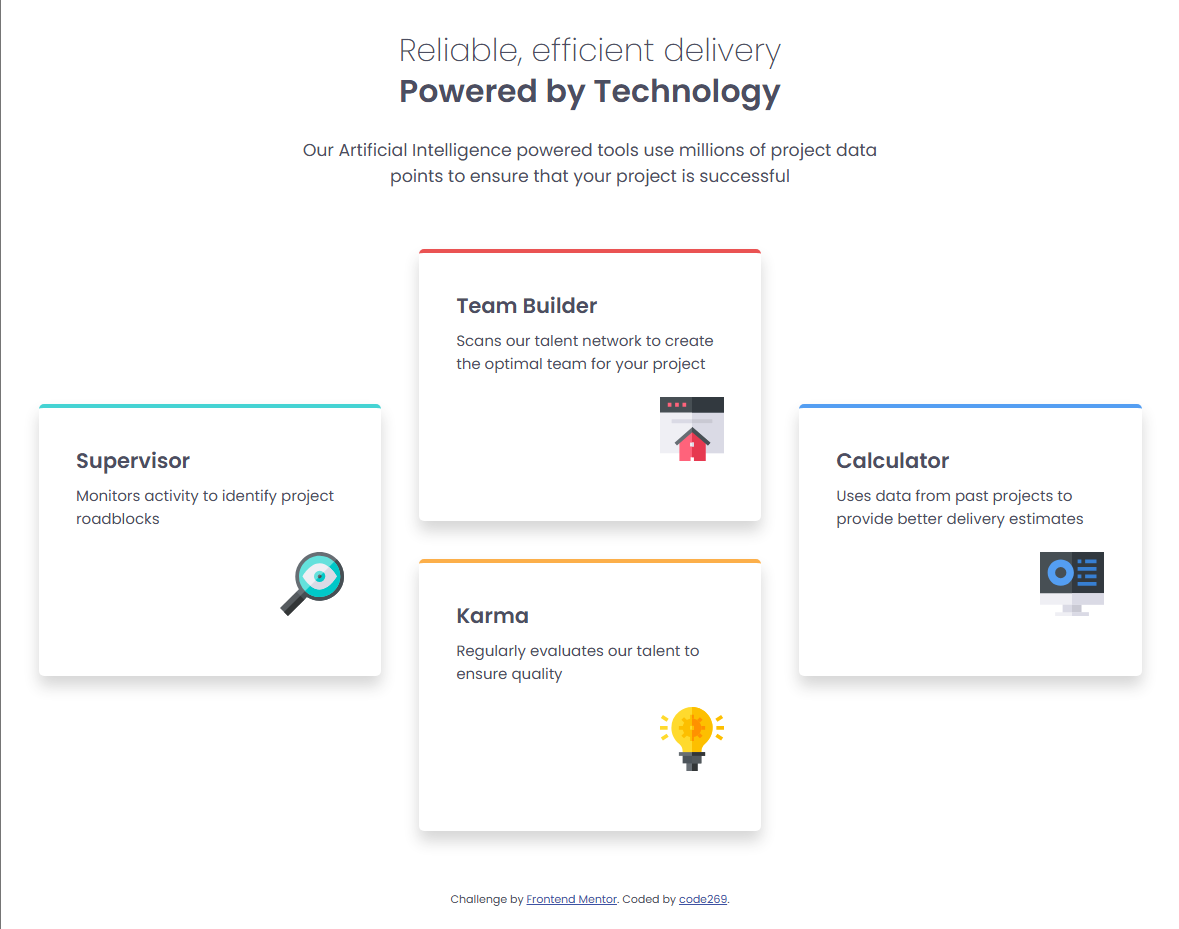 Reliable, efficient delivery
Powered by Technology
Our Artificial Intelligence powered tools use millions of project data
points to ensure that your project is successful
Team Builder
Scans our talent network to create
the optimal team for your project
Supervisor
Monitors activity to identify project
roadblocks
Calculator
Uses data from past projects to
provide better delivery estimates
Karma
Regularly evaluates our talent to
ensure quality
Challenge by Frontend Mentor. Coded by code269.